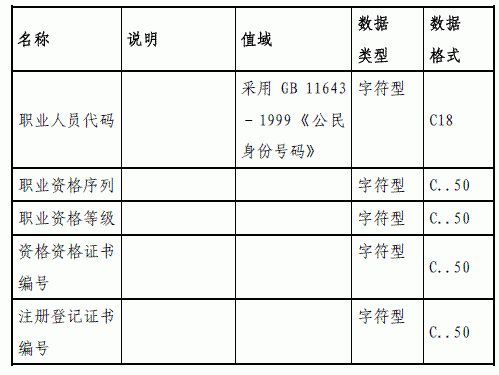 名称 说明 值域 数据 数据
类型 格式
职业人员代码 采用 GB 11643 字符型 C18
－1999《公民
身份号码》
职业资格序列 字符型 C..50
职业资格等级 字符型 C..50
资格资格证书 字符型 C..50
编号
注册登记证书 字符型 C..50
编号